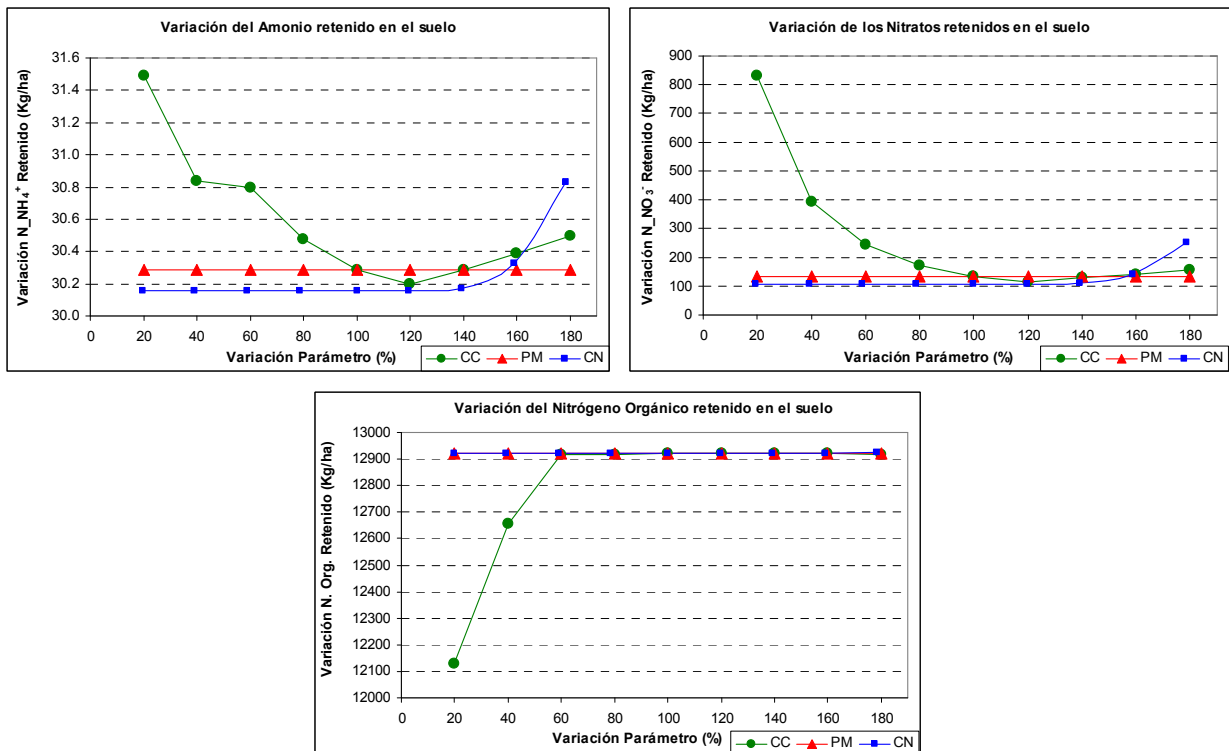 Variación del Amonio retenido en el suelo
Variación N_NH₄⁺ Retenido (Kg/ha)
31.6
31.4
31.2
31.0
30.8
30.6
30.4
30.2
30.0
0 20 40 60 80 100 120 140 160 180
Variación Parámetro (%)
CC PM CN
Variación de los Nitratos retenidos en el suelo
Variación N_NO₃⁻ Retenido (Kg/ha)
900
800
700
600
500
400
300
200
100
0
0 20 40 60 80 100 120 140 160 180
Variación Parámetro (%)
CC PM CN
Variación del Nitrógeno Orgánico retenido en el suelo
Variación N. Org. Retenido (Kg/ha)
13000
12900
12800
12700
12600
12500
12400
12300
12200
12100
12000
0 20 40 60 80 100 120 140 160 180
Variación Parámetro (%)
CC PM CN